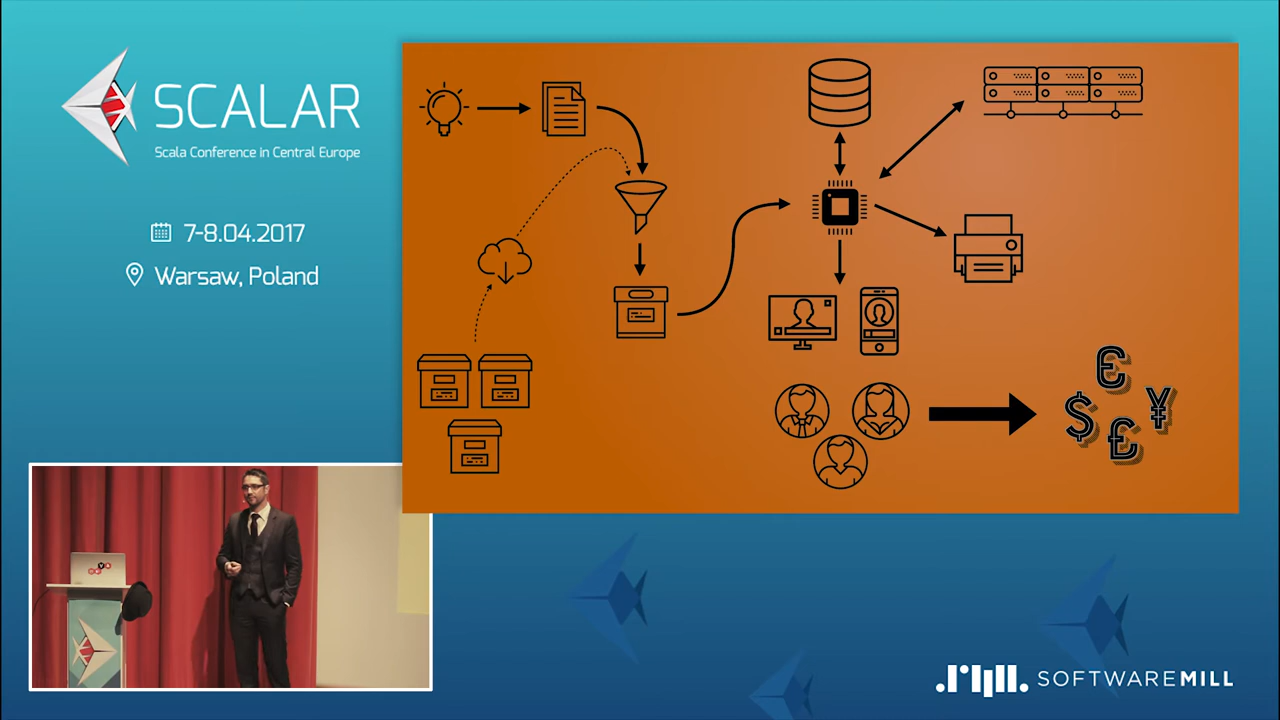 SCALAR
Scala Conference in Central Europe
7-8.04.2017
Warsaw, Poland
€
$
¥
£
SOFTWAREMILL